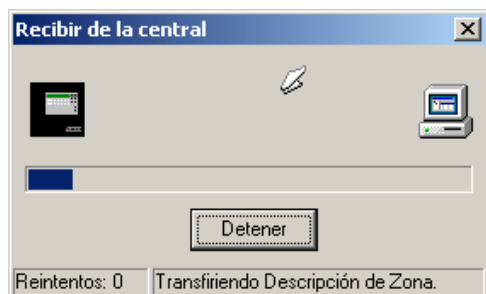 Recibir de la central
Detener
Reintentos: 0
Transfiriendo Descripción de Zona.